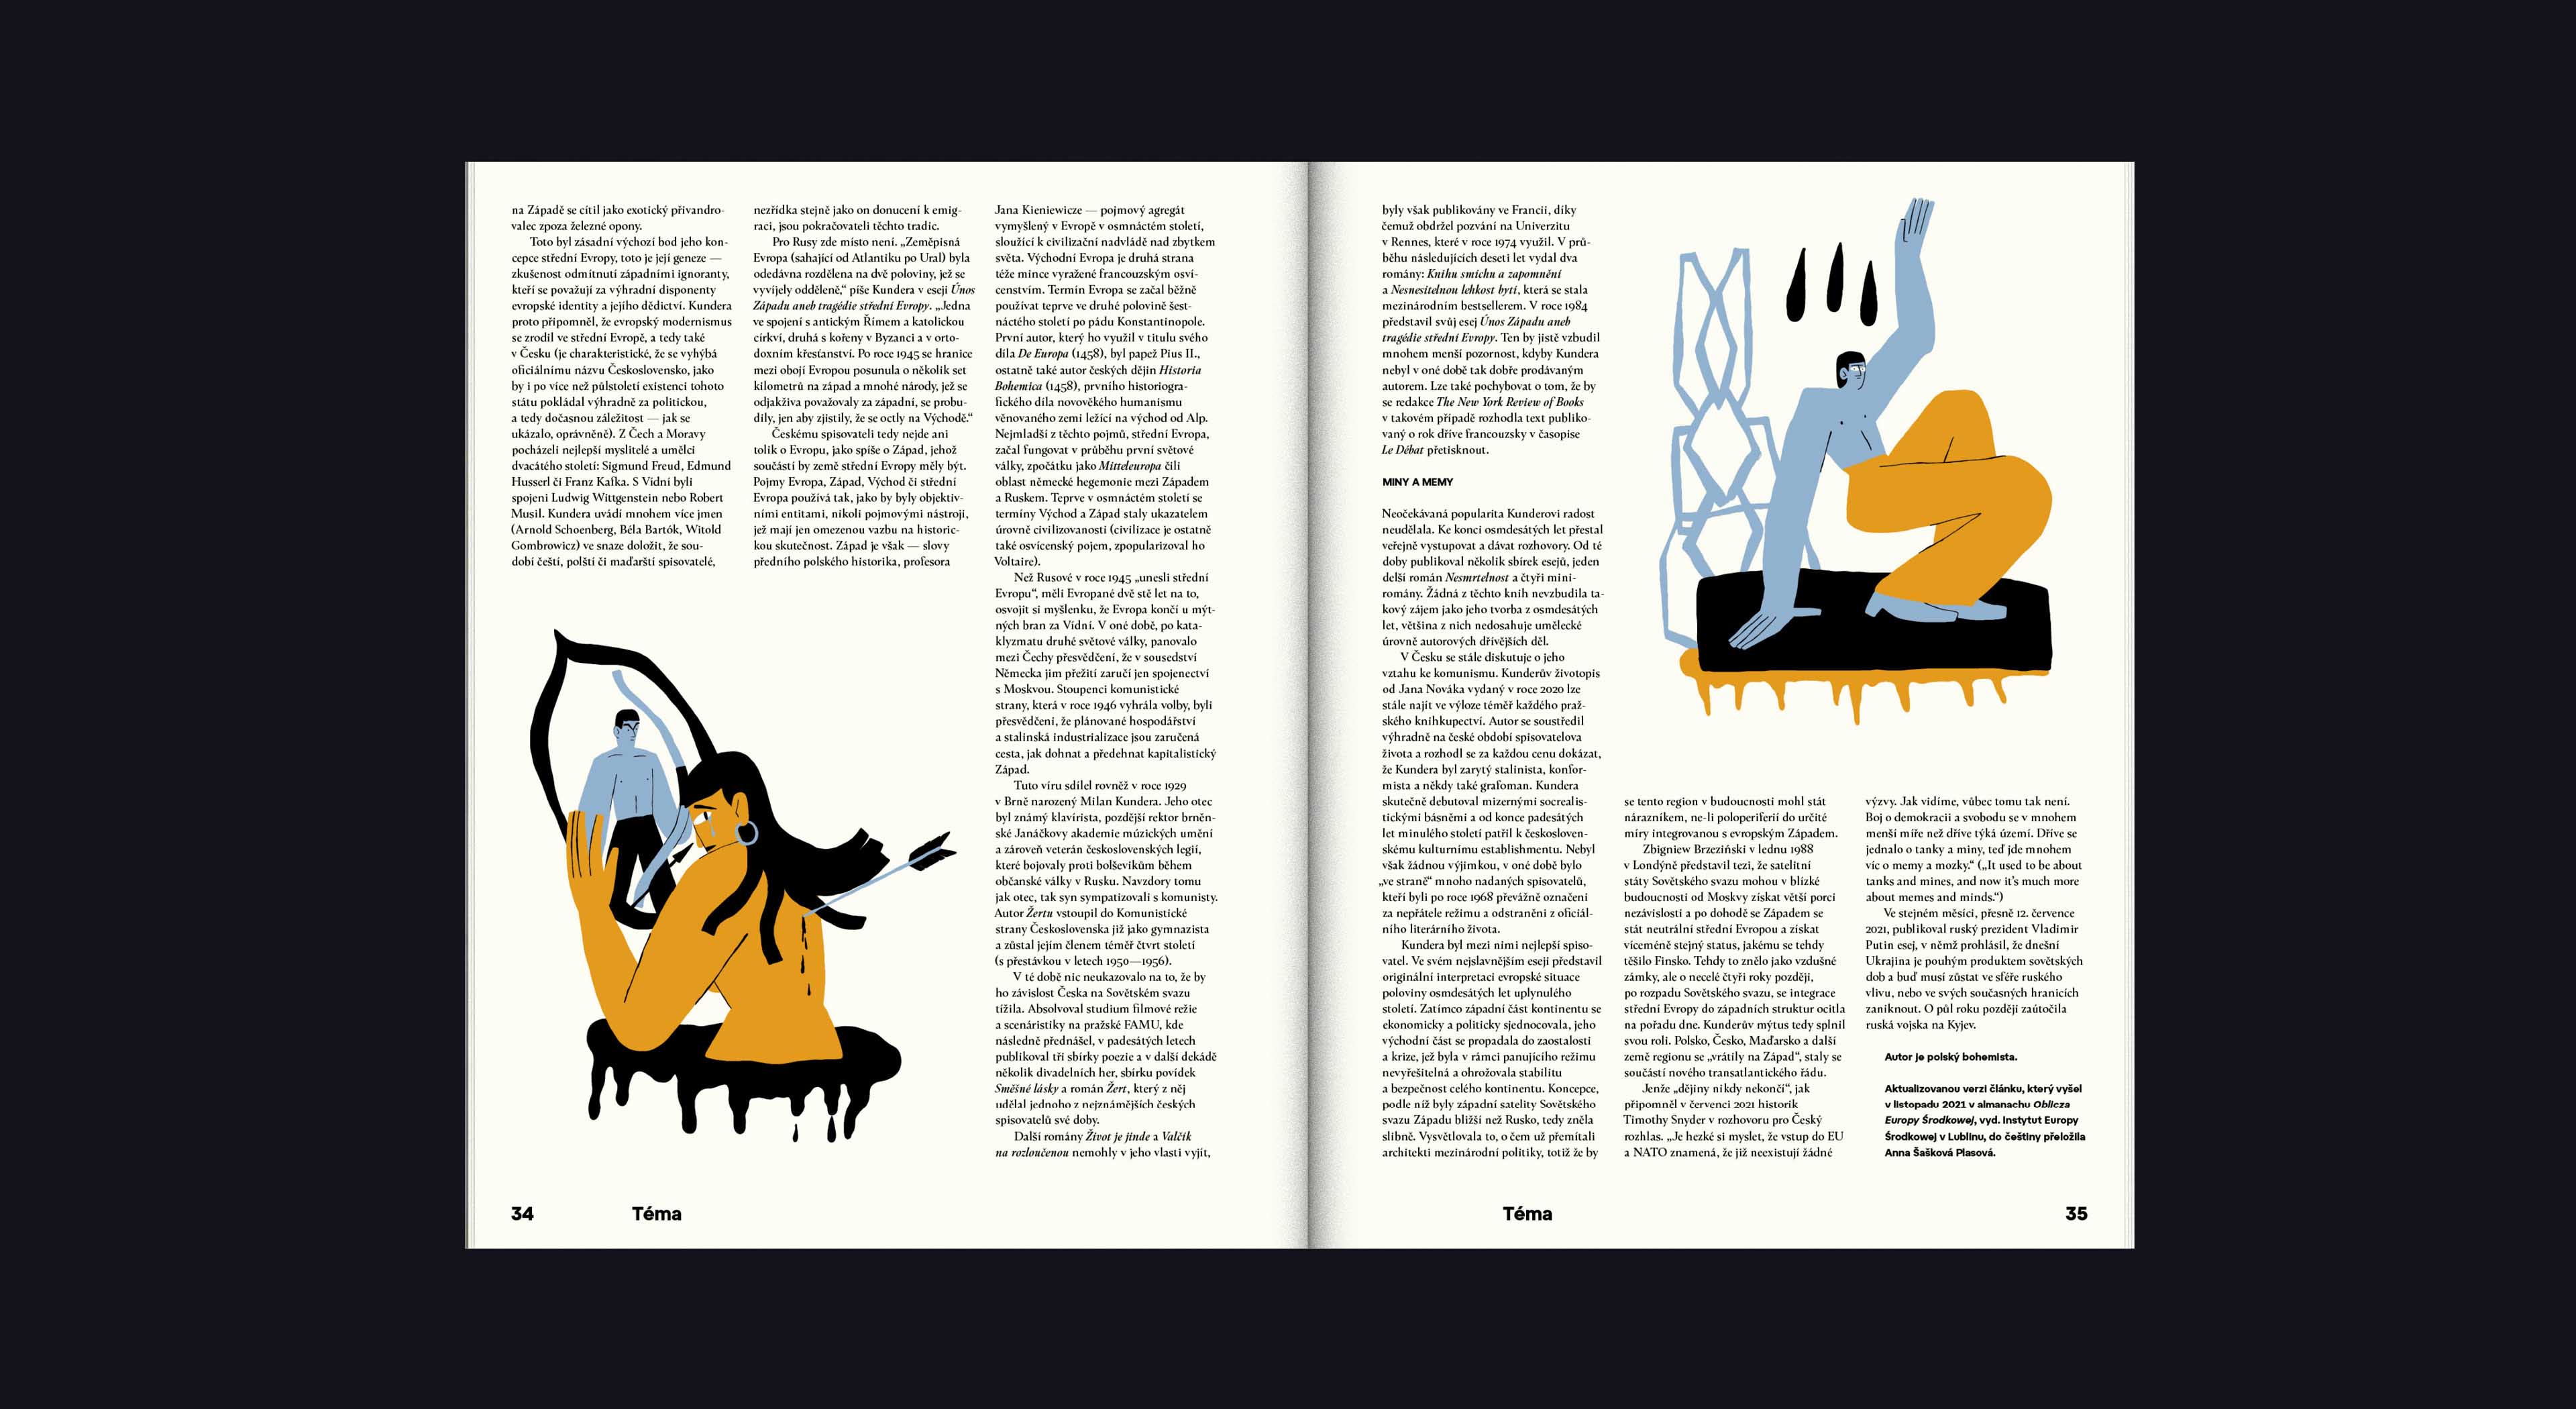 na Západě se cítil jako exotický přivandro-
valec zpoza železné opony.
Toto byl zásadní výchozí bod jeho kon-
cepce střední Evropy, toto je její geneze —
zkušenost odmítnutí západními ignoranty,
kteří se považují za výhradní disponenty
evropské identity a jejího dědictví. Kundera
proto připomněl, že evropský modernismus
se zrodil ve střední Evropě, a tedy také
v Česku (je charakteristické, že se vyhýbá
oficiálnímu názvu Československo, jako
by i po více než půlstoletí existenci tohoto
státu pokládal výhradně za politickou,
a tedy dočasnou záležitost — jak se
ukázalo, oprávněně). Z Čech a Moravy
pocházeli nejlepší myslitelé a umělci
dvacátého století: Sigmund Freud, Edmund
Husserl či Franz Kafka. S Vídní byli
spojeni Ludwig Wittgenstein nebo Robert
Musil. Kundera uvádí mnohem více jmen
(Arnold Schoenberg, Béla Bartók, Witold
Gombrowicz) ve snaze doložit, že sou-
dobí čeští, polští či maďarští spisovatelé,
nezřídka stejně jako on donucení k emig-
raci, jsou pokračovateli těchto tradic.
Pro Rusy zde místo není. „Zeměpisná
Evropa (sahající od Atlantiku po Ural) byla
odedávna rozdělena na dvě poloviny, jež se
vyvíjely odděleně,“ píše Kundera v eseji Únos
Západu aneb tragédie střední Evropy. „Jedna
ve spojení s antickým Římem a katolickou
církví, druhá s kořeny v Byzanci a v orto-
doxním křesťanství. Po roce 1945 se hranice
mezi obojí Evropou posunula o několik set
kilometrů na západ a mnohé národy, jež se
odjakživa považovaly za západní, se probu-
dily, jen aby zjistily, že se octly na Východě.“
Českému spisovateli tedy nejde ani
tolik o Evropu, jako spíše o Západ, jehož
součástí by země střední Evropy měly být.
Pojmy Evropa, Západ, Východ či střední
Evropa používá tak, jako by byly objektiv-
ními entitami, nikoli pojmovými nástroji,
jež mají jen omezenou vazbu na historic-
kou skutečnost. Západ je však — slovy
předního polského historika, profesora
Jana Kieniewicze — pojmový agregát
vymyšlený v Evropě v osmnáctém století,
sloužící k civilizační nadvládě nad zbytkem
světa. Východní Evropa je druhá strana
téže mince vyražené francouzským osví-
censtvím. Termín Evropa se začal běžně
používat teprve ve druhé polovině šest-
náctého století po pádu Konstantinopole.
První autor, který ho využil v titulu svého
díla De Europa (1458), byl papež Pius II.,
ostatně také autor českých dějin Historia
Bohemica (1458), prvního historiogra-
fického díla novověkého humanismu
věnovaného zemi ležící na východ od Alp.
Nejmladší z těchto pojmů, střední Evropa,
začal fungovat v průběhu první světové
války, zpočátku jako Mitteleuropa čili
oblast německé hegemonie mezi Západem
a Ruskem. Teprve v osmnáctém století se
termíny Východ a Západ staly ukazatelem
úrovně civilizovanosti (civilizace je ostatně
také osvícenský pojem, zpopularizoval ho
Voltaire).
Než Rusové v roce 1945 „unesli střední
Evropu“, měli Evropané dvě stě let na to,
osvojit si myšlenku, že Evropa končí u mýt-
ných bran za Vídní. V oné době, po kata-
klyzmatu druhé světové války, panovalo
mezi Čechy přesvědčení, že v sousedství
Německa jim přežití zaručí jen spojenectví
s Moskvou. Stoupenci komunistické
strany, která v roce 1946 vyhrála volby, byli
přesvědčeni, že plánované hospodářství
a stalinská industrializace jsou zaručená
cesta, jak dohnat a předehnat kapitalistický
Západ.
Tuto víru sdílel rovněž v roce 1929
v Brně narozený Milan Kundera. Jeho otec
byl známý klavírista, pozdější rektor brněn-
ské Janáčkovy akademie múzických umění
a zároveň veterán československých legií,
které bojovaly proti bolševikům během
občanské války v Rusku. Navzdory tomu
jak otec, tak syn sympatizovali s komunisty.
Autor Žertu vstoupil do Komunistické
strany Československa již jako gymnazista
a zůstal jejím členem téměř čtvrt století
(s přestávkou v letech 1950—1956).
V té době nic neukazovalo na to, že by
ho závislost Česka na Sovětském svazu
tížila. Absolvoval studium filmové režie
a scenáristiky na pražské FAMU, kde
následně přednášel, v padesátých letech
publikoval tři sbírky poezie a v další dekádě
několik divadelních her, sbírku povídek
Směšné lásky a román Žert, který z něj
udělal jednoho z nejznámějších českých
spisovatelů své doby.
Další romány Život je jinde a Valčík
na rozloučenou nemohly v jeho vlasti vyjít,
34
Téma
byly však publikovány ve Francii, díky
čemuž obdržel pozvání na Univerzitu
v Rennes, které v roce 1974 využil. V prů-
běhu následujících deseti let vydal dva
romány: Knihu smíchu a zapomnění
a Nesnesitelnou lehkost bytí, která se stala
mezinárodním bestsellerem. V roce 1984
představil svůj esej Únos Západu aneb
tragédie střední Evropy. Ten by jistě vzbudil
mnohem menší pozornost, kdyby Kundera
nebyl v oné době tak dobře prodávaným
autorem. Lze také pochybovat o tom, že by
se redakce The New York Review of Books
v takovém případě rozhodla text publiko-
vaný o rok dříve francouzsky v časopise
Le Débat přetisknout.
MINY A MEMY
Neočekávaná popularita Kunderovi radost
neudělala. Ke konci osmdesátých let přestal
veřejně vystupovat a dávat rozhovory. Od té
doby publikoval několik sbírek esejů, jeden
delší román Nesmrtelnost a čtyři mini-
romány. Žádná z těchto knih nevzbudila ta-
kový zájem jako jeho tvorba z osmdesátých
let, většina z nich nedosahuje umělecké
úrovně autorových dřívějších děl.
V Česku se stále diskutuje o jeho
vztahu ke komunismu. Kunderův životopis
od Jana Nováka vydaný v roce 2020 lze
stále najít ve výloze téměř každého praž-
ského knihkupectví. Autor se soustředil
výhradně na české období spisovatelova
života a rozhodl se za každou cenu dokázat,
že Kundera byl zarytý stalinista, konfor-
mista a někdy také grafoman. Kundera
skutečně debutoval mizernými socrealis-
tickými básněmi a od konce padesátých
let minulého století patřil k českosloven-
skému kulturnímu establishmentu. Nebyl
však žádnou výjimkou, v oné době bylo
„ve straně“ mnoho nadaných spisovatelů,
kteří byli po roce 1968 převážně označeni
za nepřátele režimu a odstraněni z oficiál-
ního literárního života.
Kundera byl mezi nimi nejlepší spiso-
vatel. Ve svém nejslavnějším eseji představil
originální interpretaci evropské situace
poloviny osmdesátých let uplynulého
století. Zatímco západní část kontinentu se
ekonomicky a politicky sjednocovala, jeho
východní část se propadala do zaostalosti
a krize, jež byla v rámci panujícího režimu
nevyřešitelná a ohrožovala stabilitu
a bezpečnost celého kontinentu. Koncepce,
podle níž byly západní satelity Sovětského
svazu Západu bližší než Rusko, tedy zněla
slibně. Vysvětlovala to, o čem už přemítali
architekti mezinárodní politiky, totiž že by
se tento region v budoucnosti mohl stát
nárazníkem, ne-li poloperiferií do určité
míry integrovanou s evropským Západem.
Zbigniew Brzeziński v lednu 1988
v Londýně představil tezi, že satelitní
státy Sovětského svazu mohou v blízké
budoucnosti od Moskvy získat větší porci
nezávislosti a po dohodě se Západem se
stát neutrální střední Evropou a získat
víceméně stejný status, jakému se tehdy
těšilo Finsko. Tehdy to znělo jako vzdušné
zámky, ale o necelé čtyři roky později,
po rozpadu Sovětského svazu, se integrace
střední Evropy do západních struktur ocitla
na pořadu dne. Kunderův mýtus tedy splnil
svou roli. Polsko, Česko, Maďarsko a další
země regionu se „vrátily na Západ“, staly se
součástí nového transatlantického řádu.
Jenže „dějiny nikdy nekončí“, jak
připomněl v červenci 2021 historik
Timothy Snyder v rozhovoru pro Český
rozhlas. „Je hezké si myslet, že vstup do EU
a NATO znamená, že již neexistují žádné
výzvy. Jak vidíme, vůbec tomu tak není.
Boj o demokracii a svobodu se v mnohem
menší míře než dříve týká území. Dříve se
jednalo o tanky a miny, teď jde mnohem
víc o memy a mozky.“ („It used to be about
tanks and mines, and now it’s much more
about memes and minds.“)
Ve stejném měsíci, přesně 12. července
2021, publikoval ruský prezident Vladimir
Putin esej, v němž prohlásil, že dnešní
Ukrajina je pouhým produktem sovětských
dob a buď musí zůstat ve sféře ruského
vlivu, nebo ve svých současných hranicích
zaniknout. O půl roku později zaútočila
ruská vojska na Kyjev.
Autor je polský bohemista.
Aktualizovanou verzi článku, který vyšel
v listopadu 2021 v almanachu Oblicza
Europy Środkowej, vyd. Instytut Europy
Środkowej v Lublinu, do češtiny přeložila
Anna Šašková Plasová.
Téma
35